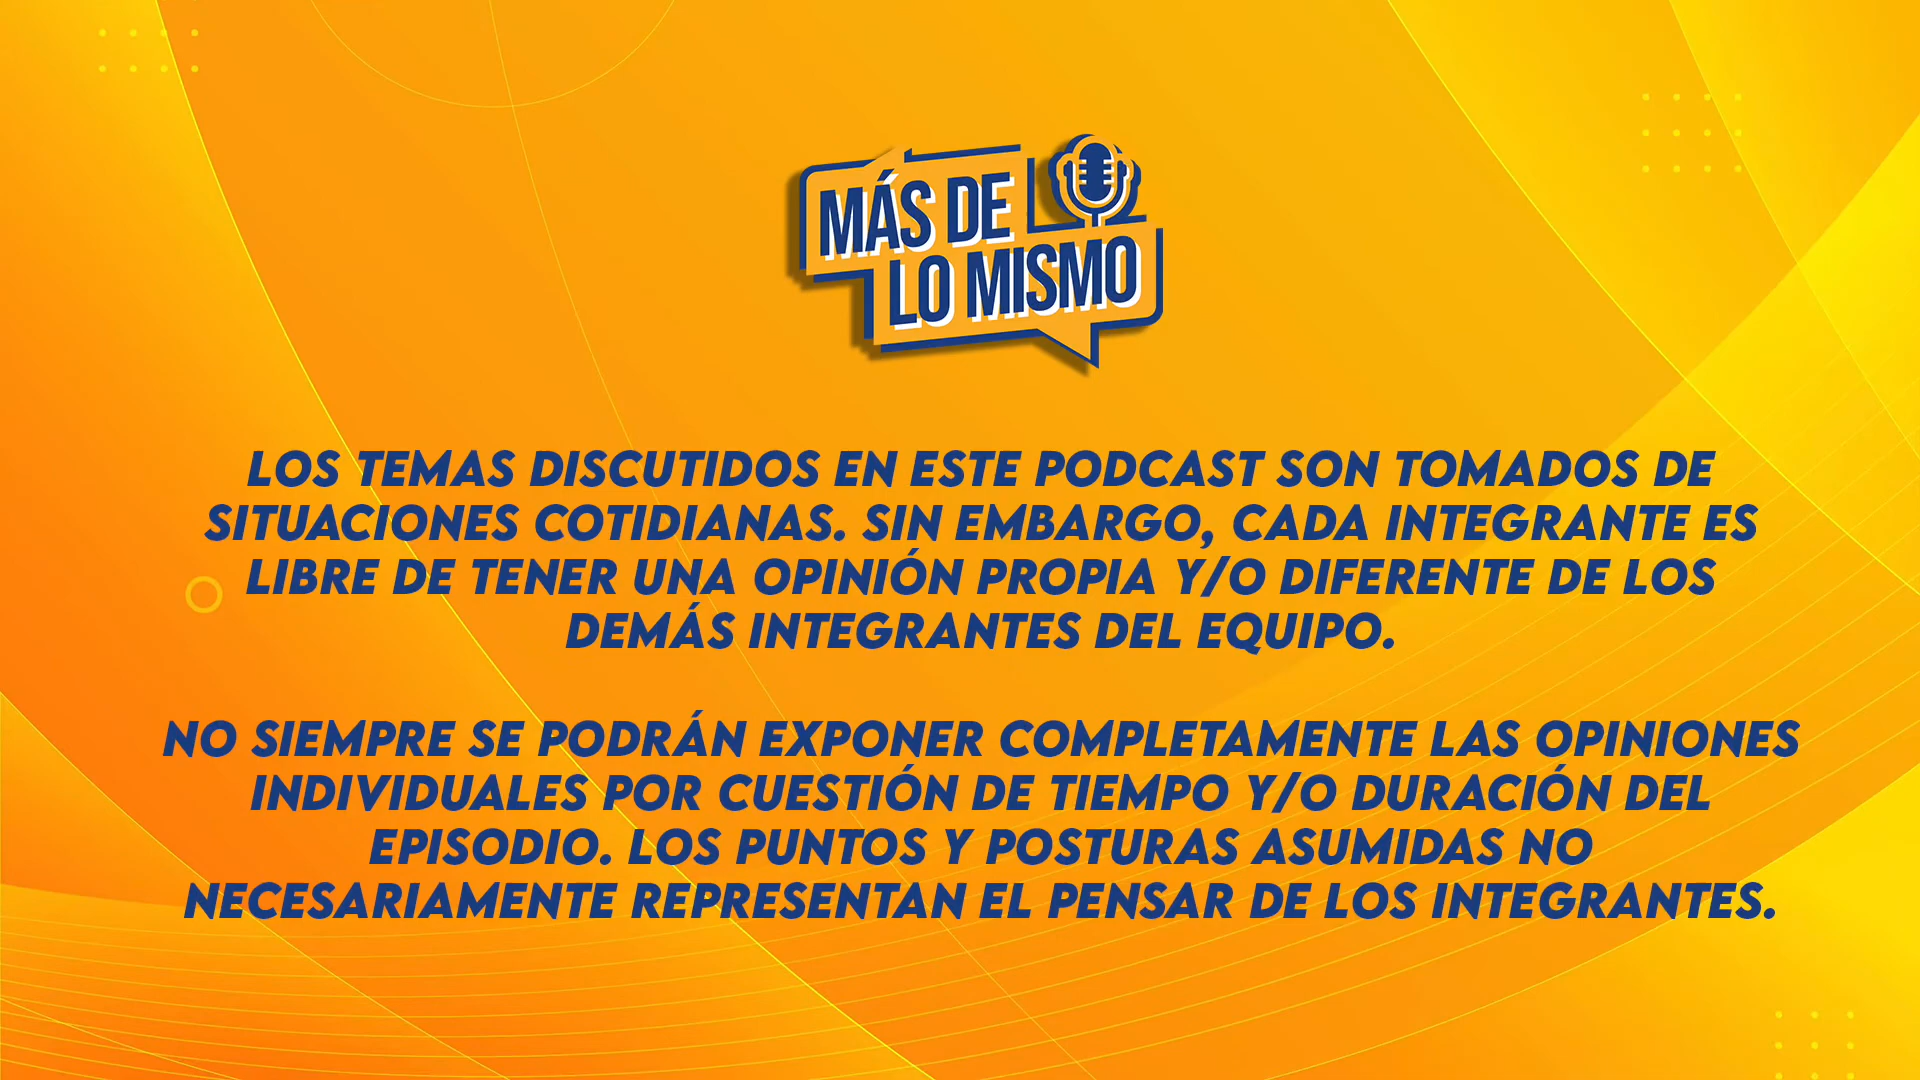 MÁS DE
LO MISMO
LOS TEMAS DISCUTIDOS EN ESTE PODCAST SON TOMADOS DE
SITUACIONES COTIDIANAS. SIN EMBARGO, CADA INTEGRANTE ES
LIBRE DE TENER UNA OPINIÓN PROPIA Y/O DIFERENTE DE LOS
DEMÁS INTEGRANTES DEL EQUIPO.
NO SIEMPRE SE PODRÁN EXPONER COMPLETAMENTE LAS OPINIONES
INDIVIDUALES POR CUESTIÓN DE TIEMPO Y/O DURACIÓN DEL
EPISODIO. LOS PUNTOS Y POSTURAS ASUMIDAS NO
NECESARIAMENTE REPRESENTAN EL PENSAR DE LOS INTEGRANTES.